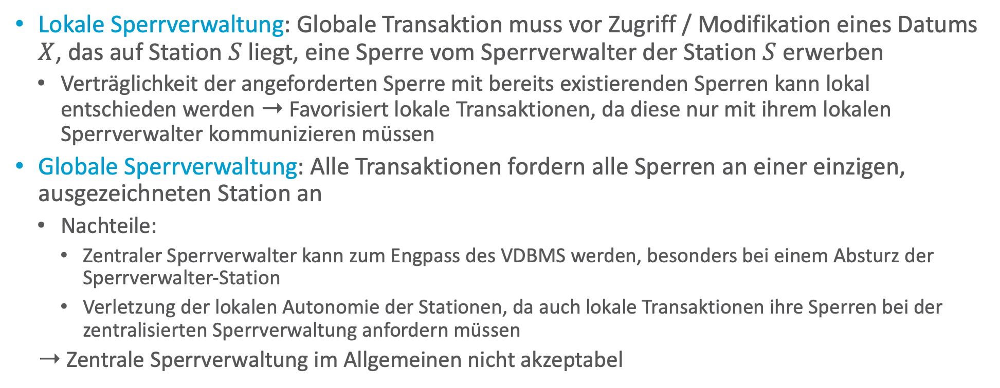 • Lokale Sperrverwaltung: Globale Transaktion muss vor Zugriff / Modifikation eines Datums
X, das auf Station S liegt, eine Sperre vom Sperrverwalter der Station S erwerben
• Verträglichkeit der angeforderten Sperre mit bereits existierenden Sperren kann lokal
entschieden werden → Favorisiert lokale Transaktionen, da diese nur mit ihrem lokalen
Sperrverwalter kommunizieren müssen
• Globale Sperrverwaltung: Alle Transaktionen fordern alle Sperren an einer einzigen,
ausgezeichneten Station an
• Nachteile:
• Zentraler Sperrverwalter kann zum Engpass des VDBMS werden, besonders bei einem Absturz der
Sperrverwalter-Station
• Verletzung der lokalen Autonomie der Stationen, da auch lokale Transaktionen ihre Sperren bei der
zentralisierten Sperrverwaltung anfordern müssen
→ Zentrale Sperrverwaltung im Allgemeinen nicht akzeptabel